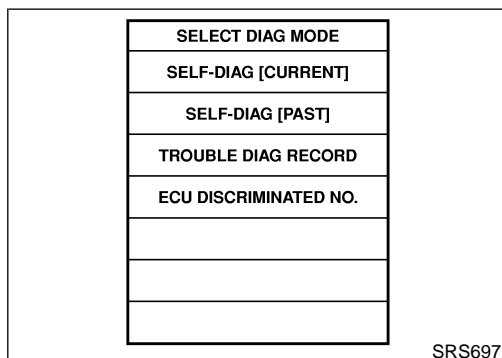 SELECT DIAG MODE
SELF-DIAG [CURRENT]
SELF-DIAG [PAST]
TROUBLE DIAG RECORD
ECU DISCRIMINATED NO.
SRS697